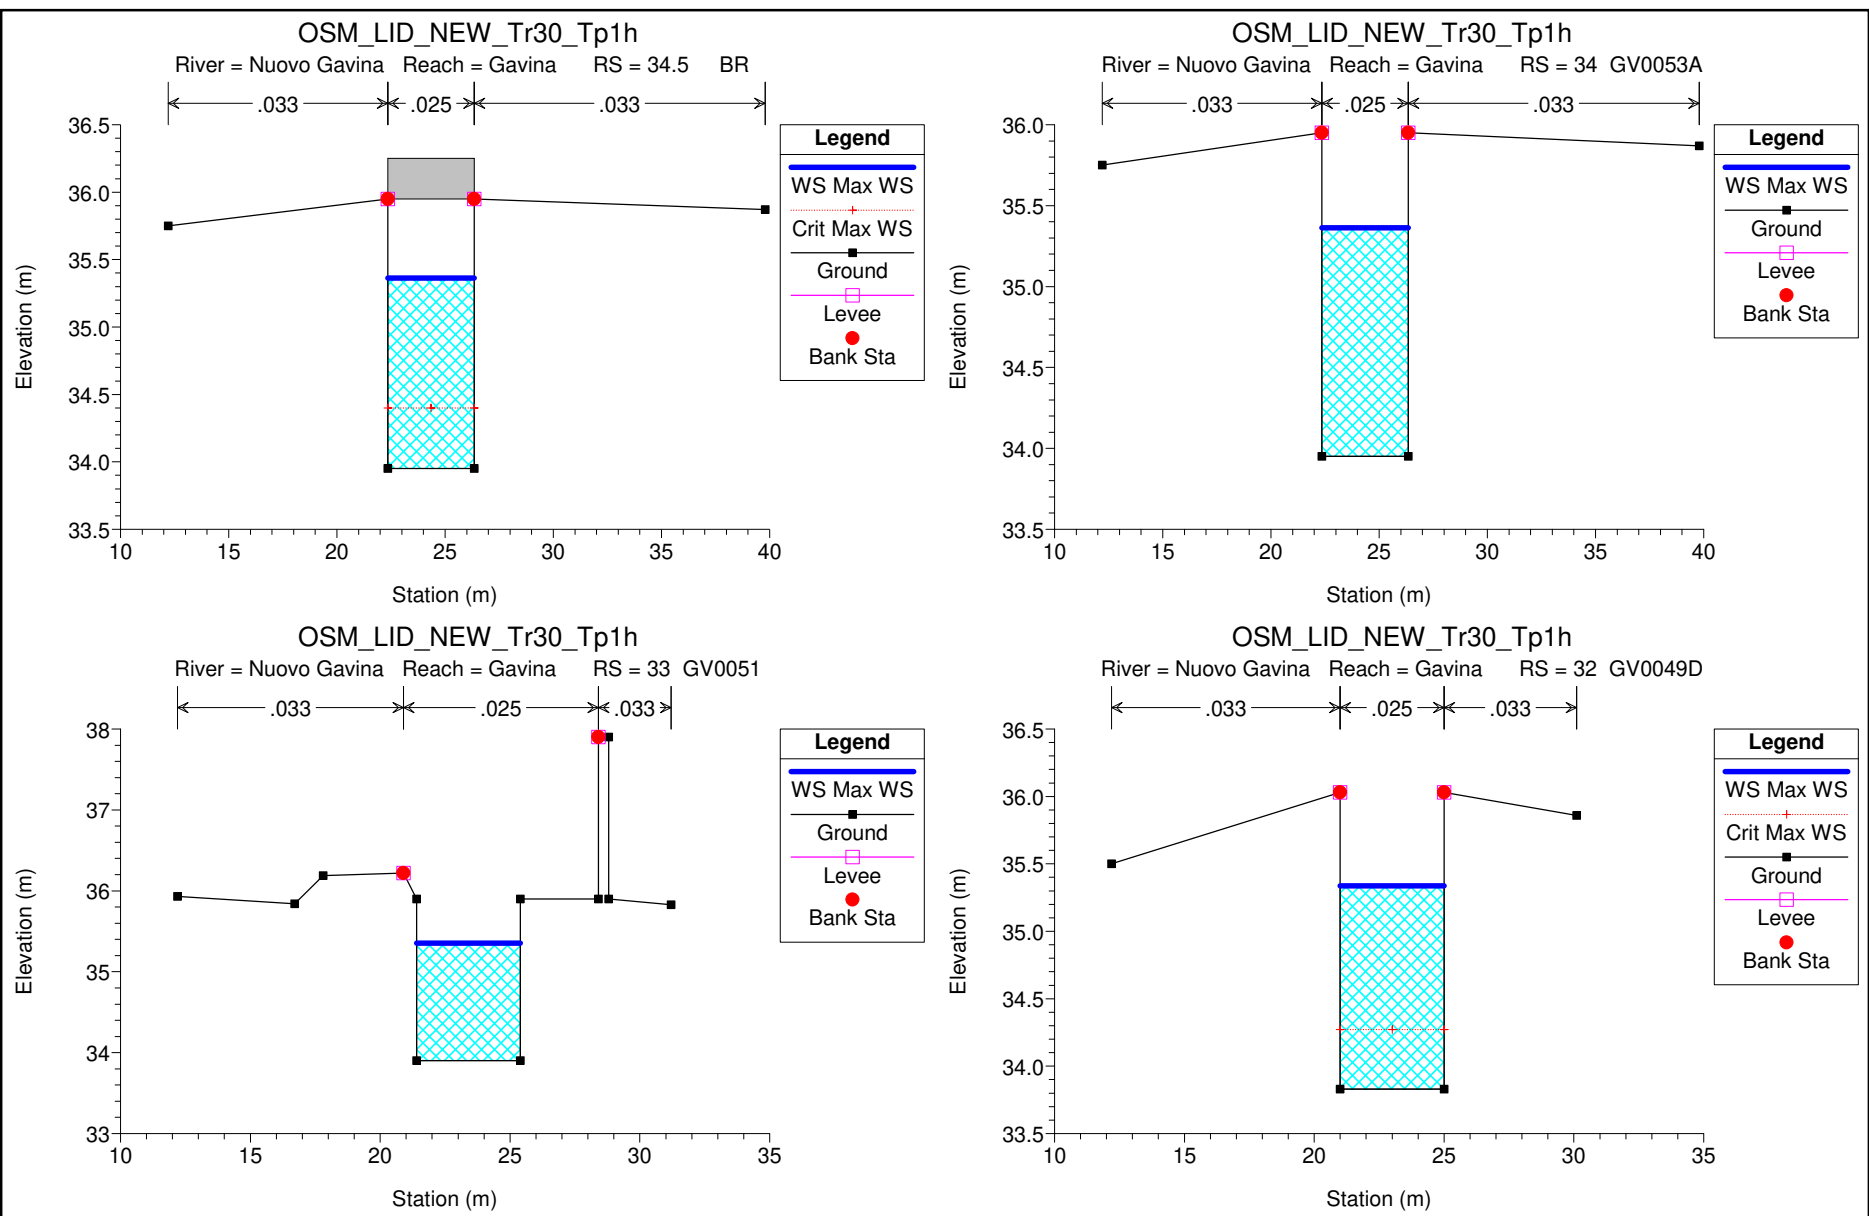 OSM_LID_NEW_Tr30_Tp1h
River = Nuovo Gavina Reach = Gavina RS = 34.5 BR
.033 .025 .033
36.5
36.0
35.5
35.0
34.5
34.0
33.5
Elevation (m)
10 15 20 25 30 35 40
Station (m)
Legend
WS Max WS
Crit Max WS
Ground
Levee
Bank Sta
OSM_LID_NEW_Tr30_Tp1h
River = Nuovo Gavina Reach = Gavina RS = 34 GV0053A
.033 .025 .033
36.0
35.5
35.0
34.5
34.0
33.5
Elevation (m)
10 15 20 25 30 35 40
Station (m)
Legend
WS Max WS
Ground
Levee
Bank Sta
OSM_LID_NEW_Tr30_Tp1h
River = Nuovo Gavina Reach = Gavina RS = 33 GV0051
.033 .025 .033
38
37
36
35
34
33
Elevation (m)
10 15 20 25 30 35
Station (m)
Legend
WS Max WS
Ground
Levee
Bank Sta
OSM_LID_NEW_Tr30_Tp1h
River = Nuovo Gavina Reach = Gavina RS = 32 GV0049D
.033 .025 .033
36.5
36.0
35.5
35.0
34.5
34.0
33.5
Elevation (m)
10 15 20 25 30 35
Station (m)
Legend
WS Max WS
Crit Max WS
Ground
Levee
Bank Sta